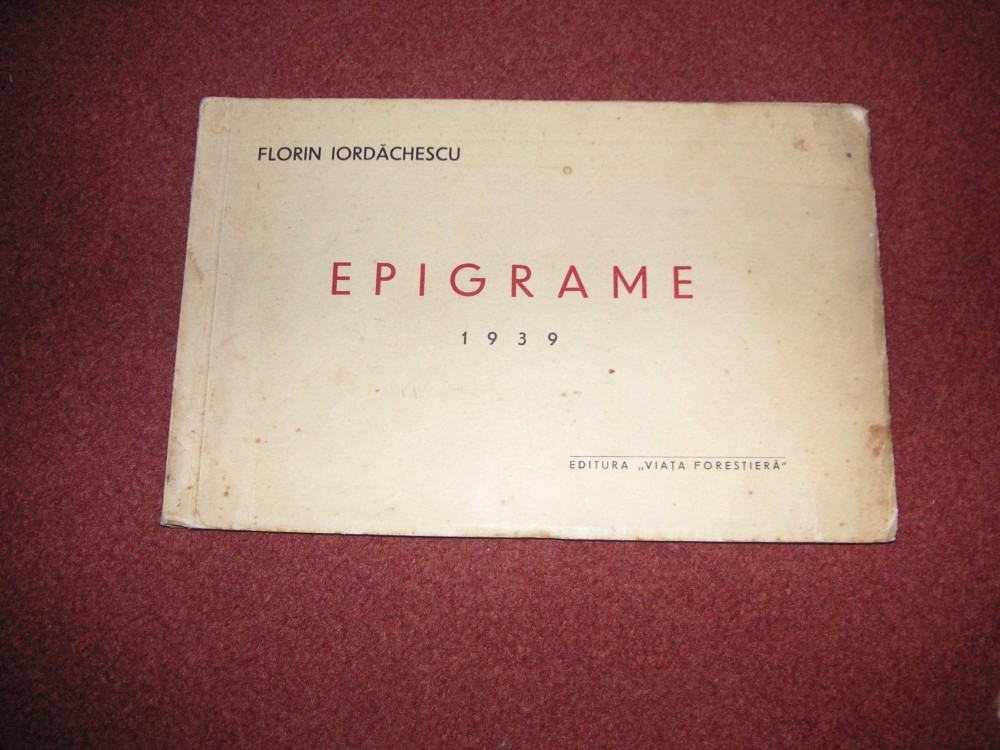 FLORIN IORDĂCHESCU
EPIGRAME
1939
EDITURA „VIAȚA FORESTIERĂ"